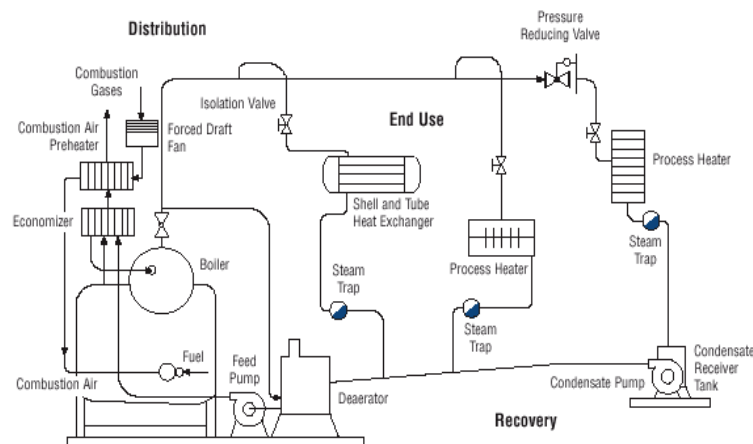 Distribution
Pressure
Reducing Valve
Combustion
Gases
Isolation Valve
End Use
Combustion Air
Preheater
Forced Draft
Fan
Process Heater
Shell and Tube
Heat Exchanger
Economizer
Steam
Trap
Boiler
Process Heater
Steam
Trap
Steam
Trap
Fuel
Feed
Pump
Condensate
Receiver
Tank
Combustion Air
Deaerator
Condensate Pump
Recovery